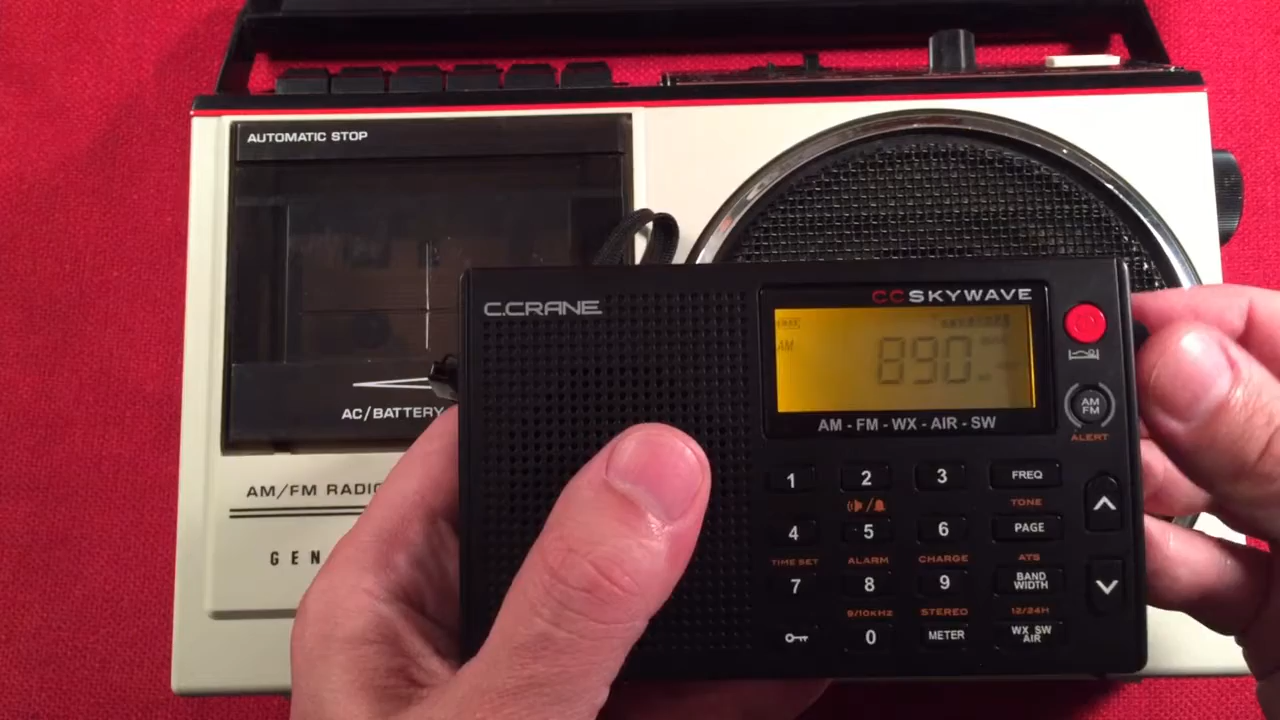 AUTOMATIC STOP
AC/BATTERY
AM/FM RADIO
GEN
C.CRANE
CC SKYWAVE
AM
890
AM - FM - WX - AIR - SW
AM
FM
ALERT
1 2 3 FREQ
TONE
4 5 6 PAGE
TIME SET ALARM CHARGE ATS
7 8 9 BAND WIDTH
9/10kHz STEREO 12/24H
0 METER WX SW AIR